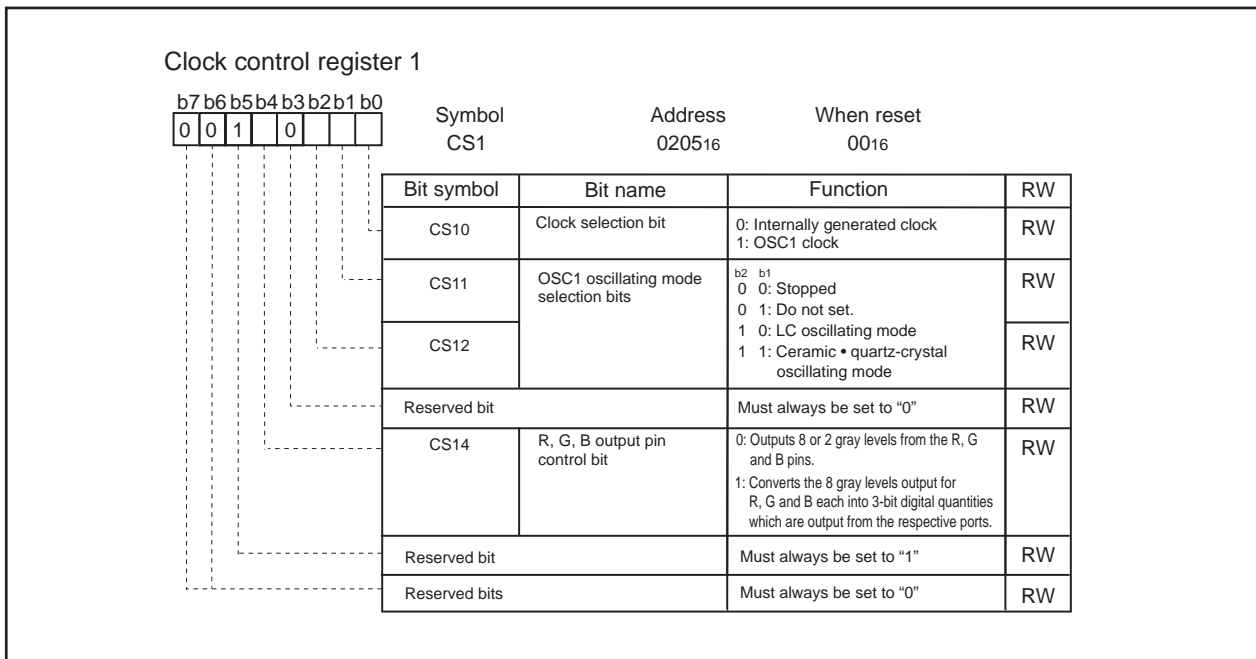 Clock control register 1
b7 b6 b5 b4 b3 b2 b1 b0
0 0 1 0
Symbol Address When reset
CS1 020516 0016
Bit symbol Bit name Function RW
CS10 Clock selection bit 0: Internally generated clock RW
1: OSC1 clock
CS11 OSC1 oscillating mode selection bits b2 b1 RW
0 0: Stopped
0 1: Do not set.
CS12 1 0: LC oscillating mode RW
1 1: Ceramic • quartz-crystal
oscillating mode
Reserved bit Must always be set to “0” RW
CS14 R, G, B output pin control bit 0: Outputs 8 or 2 gray levels from the R, G RW
and B pins.
1: Converts the 8 gray levels output for
R, G and B each into 3-bit digital quantities
which are output from the respective ports.
Reserved bit Must always be set to “1” RW
Reserved bits Must always be set to “0” RW